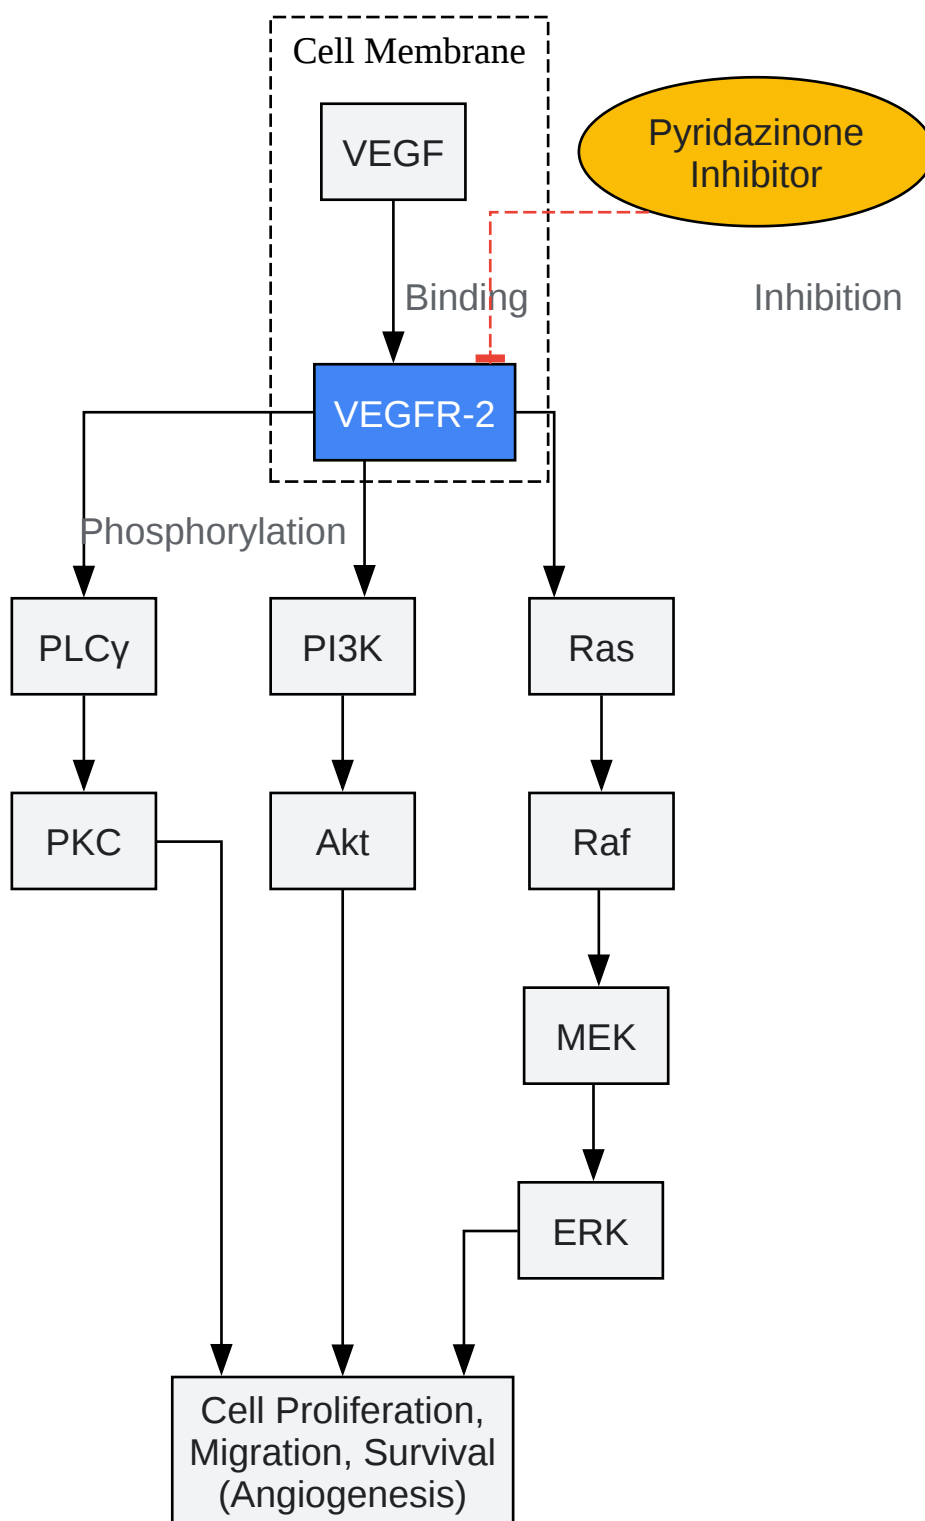 Cell Membrane
VEGF
Pyridazinone
Inhibitor
Binding
Inhibition
VEGFR-2
Phosphorylation
PLCγ
PI3K
Ras
PKC
Akt
Raf
MEK
ERK
Cell Proliferation,
Migration, Survival
(Angiogenesis)